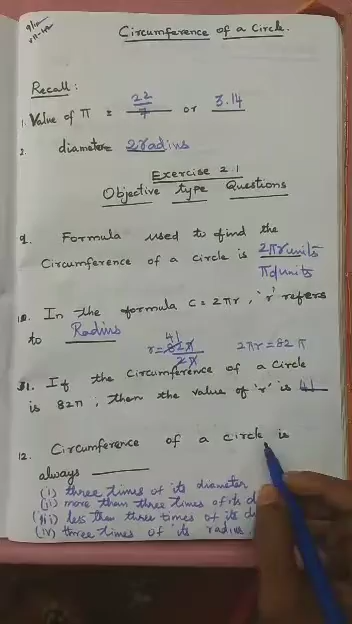 Circumference of a Circle.
Recall:
1. Value of π = 22/7 or 3.14
2. diameter = 2radius
Exercise 2.1
Objective type Questions
9. Formula used to find the
Circumference of a circle is 2πr units
πd units
10. In the formula C = 2πr, 'r' refers
to Radius
41
r = 82π/2π 2πr = 82π
11. If the circumference of a circle
is 82π, then the value of 'r' is 41
12. Circumference of a circle is
always
(i) three times of its diameter
(ii) more than three times of its d
(iii) less than three times of its di
(iv) three times of its radius.